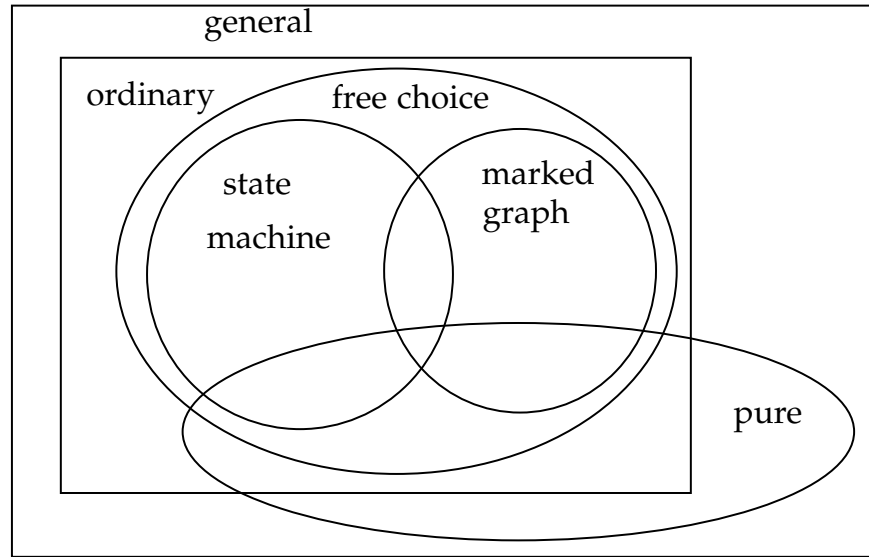 general
ordinary
free choice
state
machine
marked
graph
pure